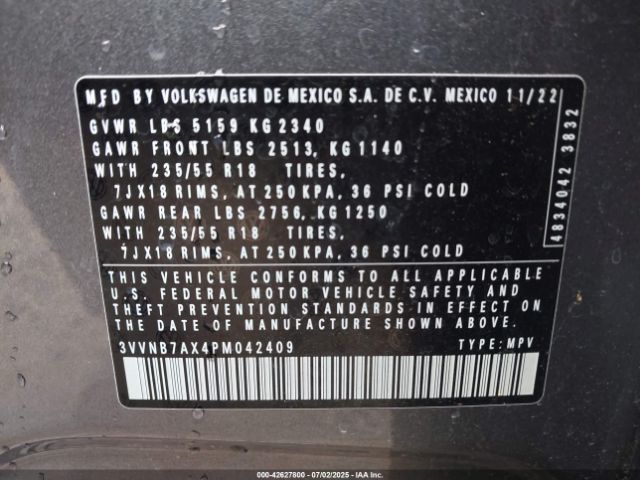 MFD BY VOLKSWAGEN DE MEXICO S.A. DE C.V. MEXICO 11/22
GVWR LBS 5159 KG 2340
GAWR FRONT LBS 2513, KG 1140
WITH 235/55 R18 TIRES,
7JX18 RIMS, AT 250 KPA, 36 PSI COLD
GAWR REAR LBS 2756, KG 1250
WITH 235/55 R18 TIRES,
7JX18 RIMS, AT 250 KPA, 36 PSI COLD
4834042 3832
THIS VEHICLE CONFORMS TO ALL APPLICABLE
U.S. FEDERAL MOTOR VEHICLE SAFETY AND
THEFT PREVENTION STANDARDS IN EFFECT ON
THE DATE OF MANUFACTURE SHOWN ABOVE.
3VVNB7AX4PM042409 TYPE: MPV
000-42627800 - 07/02/2025 - IAAI.COM